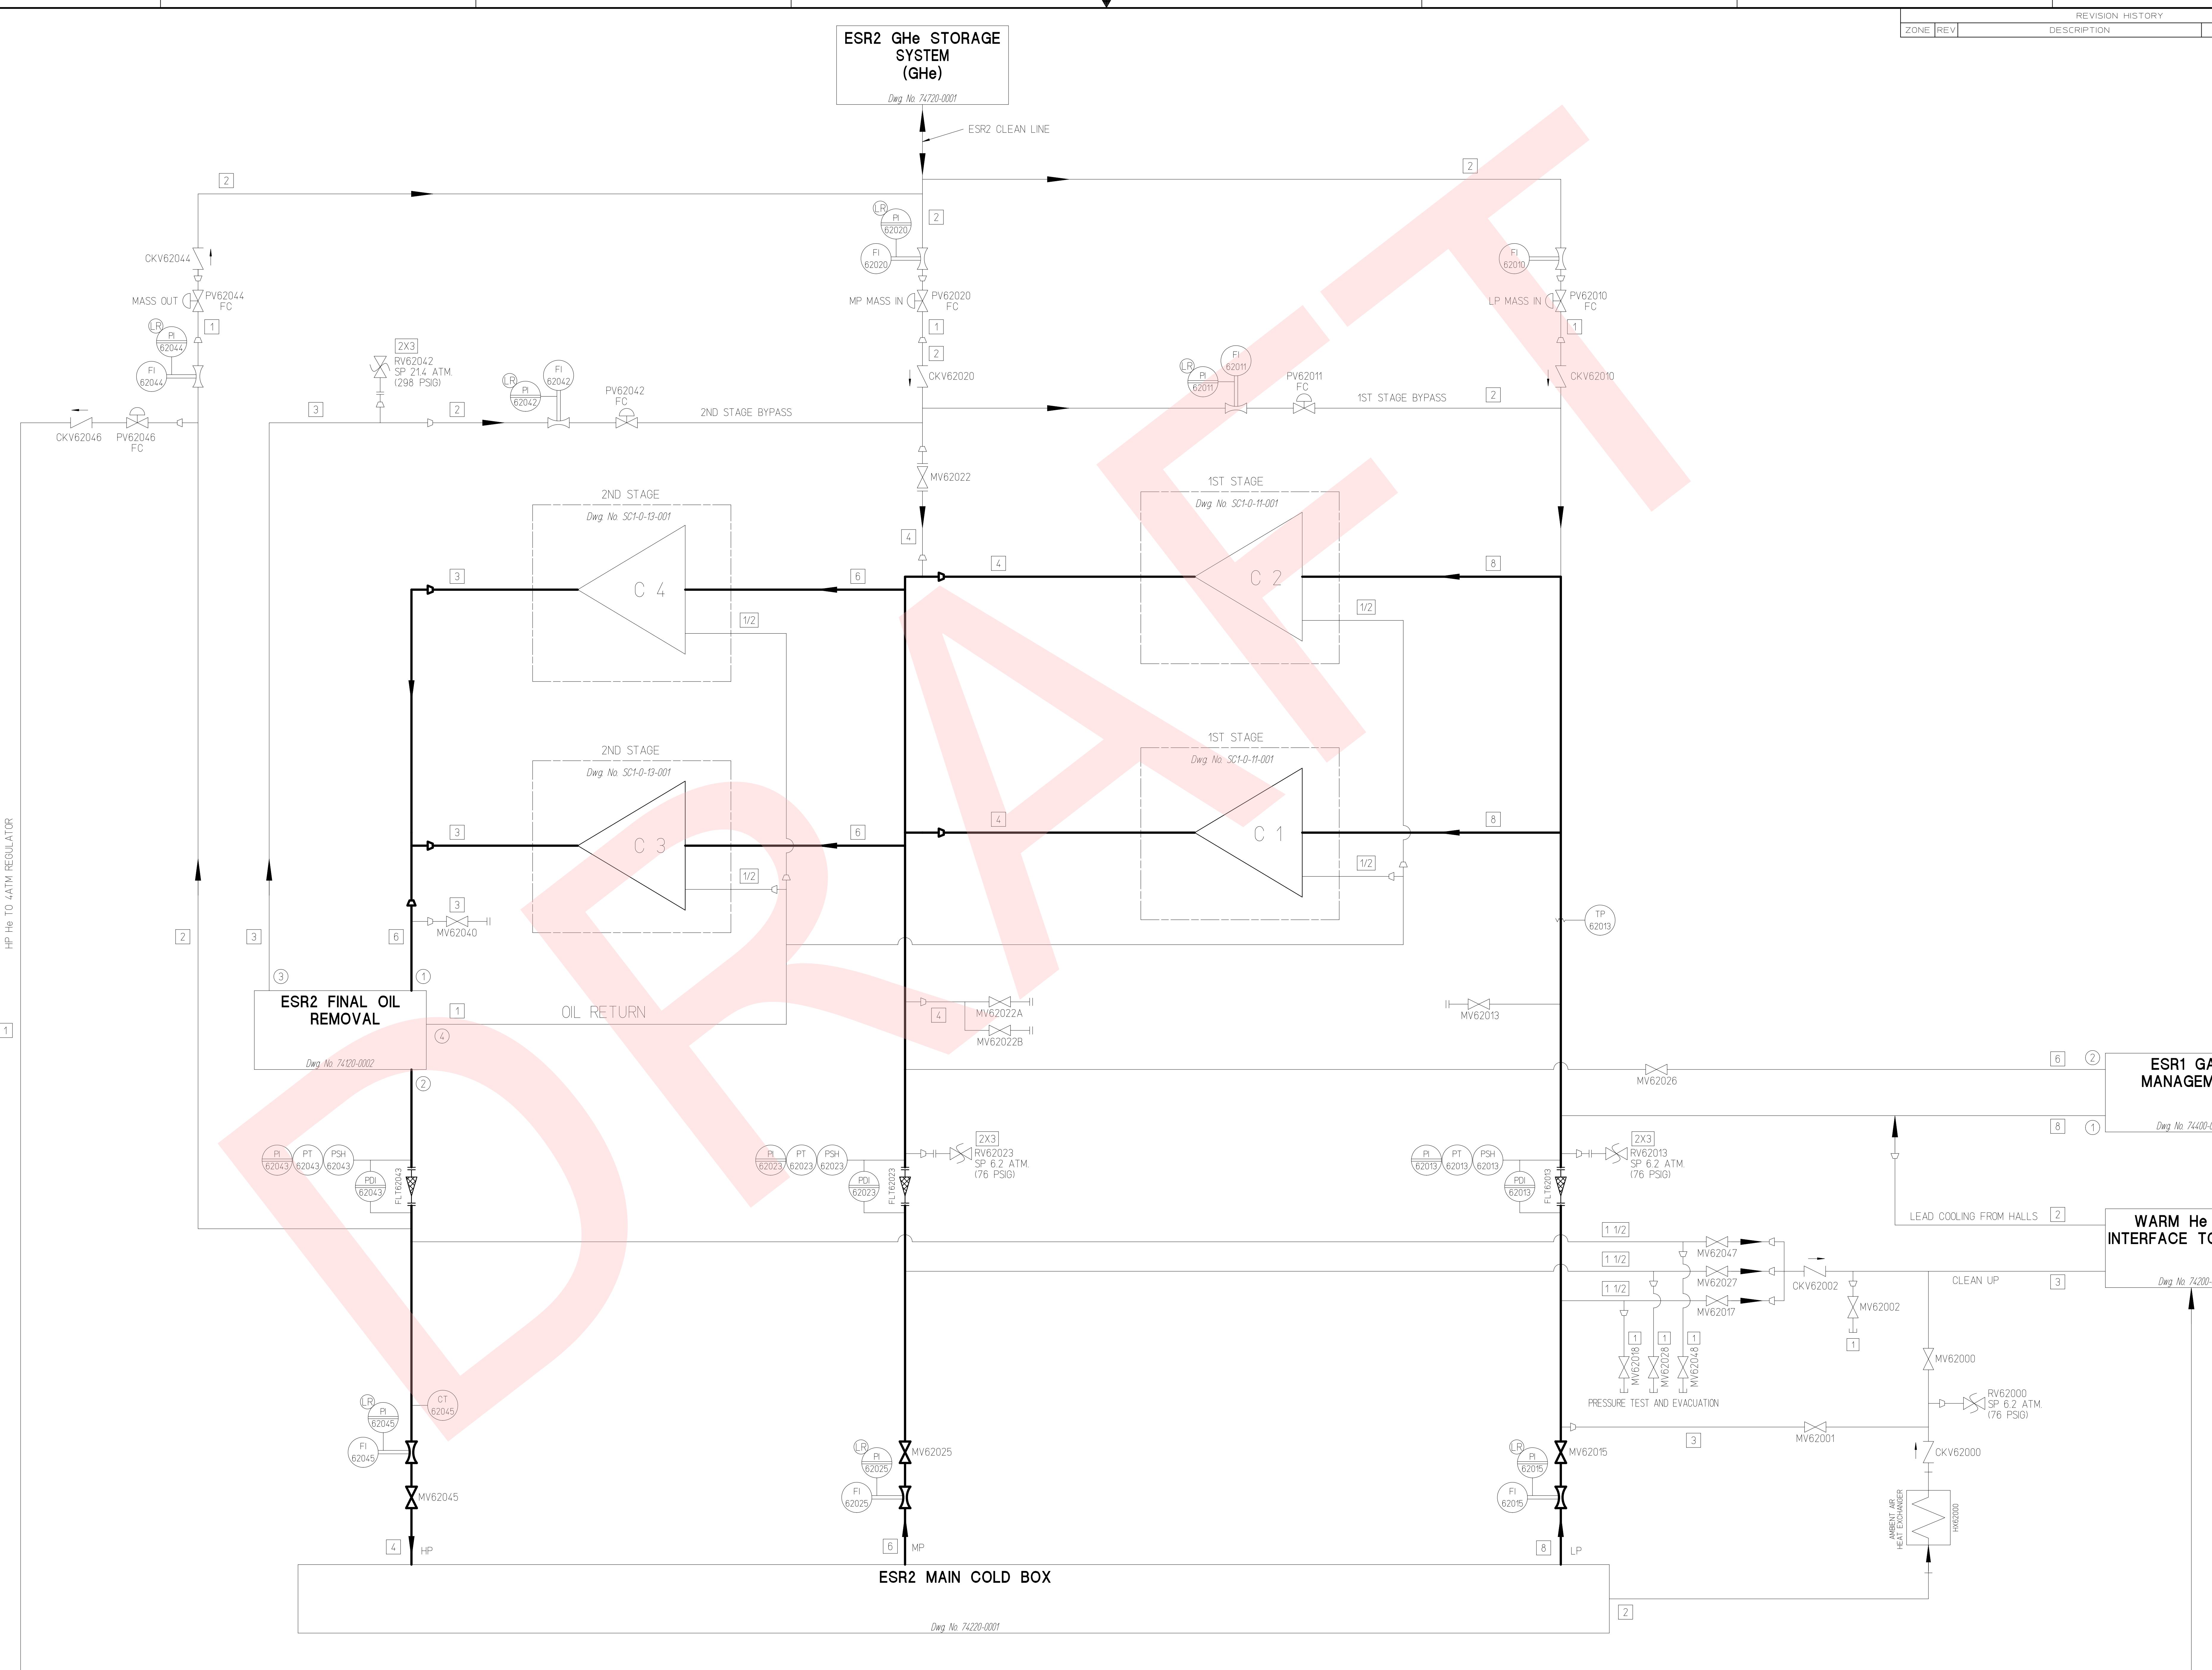 REVISION HISTORY
ZONE REV DESCRIPTION
ESR2 GHe STORAGE
SYSTEM
(GHe)
Dwg. No. 74720-0001
ESR2 CLEAN LINE
2
2
LR
PI
62020
2
FI
62020
FI
62010
CKV62044
MASS OUT
PV62044
FC
MP MASS IN
PV62020
FC
LP MASS IN
PV62010
FC
1
1
1
LR
PI
62044
FI
62044
2X3
RV62042
SP 21.4 ATM.
(298 PSIG)
2
CKV62020
CKV62010
LR
PI
62042
FI
62042
PV62042
FC
LR
PI
62011
FI
62011
PV62011
FC
3
2
2ND STAGE BYPASS
1ST STAGE BYPASS
2
CKV62046
PV62046
FC
MV62022
2ND STAGE
Dwg. No. SC1-0-13-001
1ST STAGE
Dwg. No. SC1-0-11-001
4
3
C 4
6
4
C 2
8
1/2
1/2
2ND STAGE
Dwg. No. SC1-0-13-001
1ST STAGE
Dwg. No. SC1-0-11-001
3
C 3
6
4
C 1
8
1/2
1/2
HP He TO 4ATM REGULATOR
1
2
3
6
3
MV62040
TP
62013
3
1
ESR2 FINAL OIL
REMOVAL
Dwg. No. 74120-0002
1
OIL RETURN
4
2
MV62022A
4
MV62022B
MV62013
MV62026
6
2
ESR1 GA
MANAGEM
Dwg. No. 74400-0
8
1
PI
62043
PT
62043
PSH
62043
PDI
62043
FLT62043
PI
62023
PT
62023
PSH
62023
PDI
62023
FLT62023
2X3
RV62023
SP 6.2 ATM.
(76 PSIG)
PI
62013
PT
62013
PSH
62013
PDI
62013
FLT62013
2X3
RV62013
SP 6.2 ATM.
(76 PSIG)
LEAD COOLING FROM HALLS
2
WARM He
INTERFACE TO
Dwg. No. 74200-
1 1/2
MV62047
1 1/2
MV62027
1 1/2
MV62017
CKV62002
CLEAN UP
3
MV62002
1
1
1
1
MV62018
MV62028
MV62048
PRESSURE TEST AND EVACUATION
MV62000
RV62000
SP 6.2 ATM.
(76 PSIG)
LR
PI
62045
CT
62045
FI
62045
MV62045
LR
PI
62025
MV62025
FI
62025
LR
PI
62015
MV62015
FI
62015
3
MV62001
CKV62000
AMBIENT AIR
HEAT EXCHANGER
HX62000
4
HP
6
MP
8
LP
ESR2 MAIN COLD BOX
Dwg. No. 74220-0001
2
DRAFT